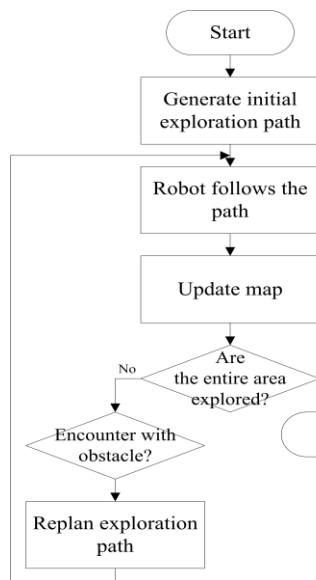 Start
Generate initial
exploration path
Robot follows the
path
Update map
Are
the entire area
explored?
No
Encounter with
obstacle?
Replan exploration
path